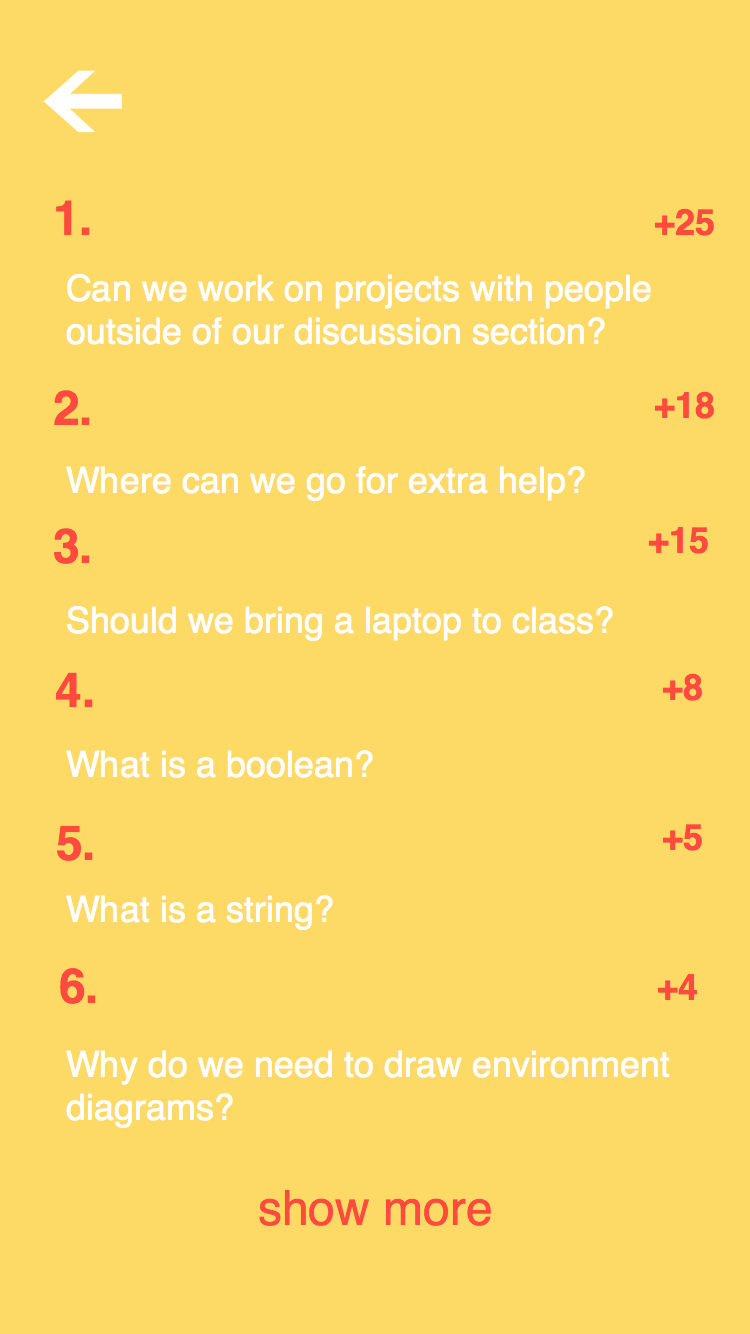 1.
+25
Can we work on projects with people
outside of our discussion section?
2.
+18
Where can we go for extra help?
3.
+15
Should we bring a laptop to class?
4.
+8
What is a boolean?
5.
+5
What is a string?
6.
+4
Why do we need to draw environment
diagrams?
show more